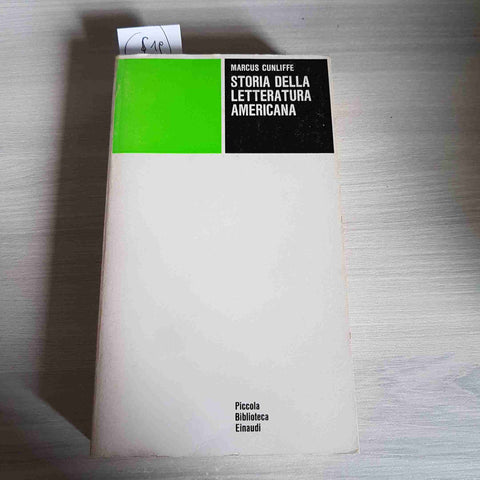 MARCUS CUNLIFFE
STORIA DELLA
LETTERATURA
AMERICANA
Piccola
Biblioteca
Einaudi